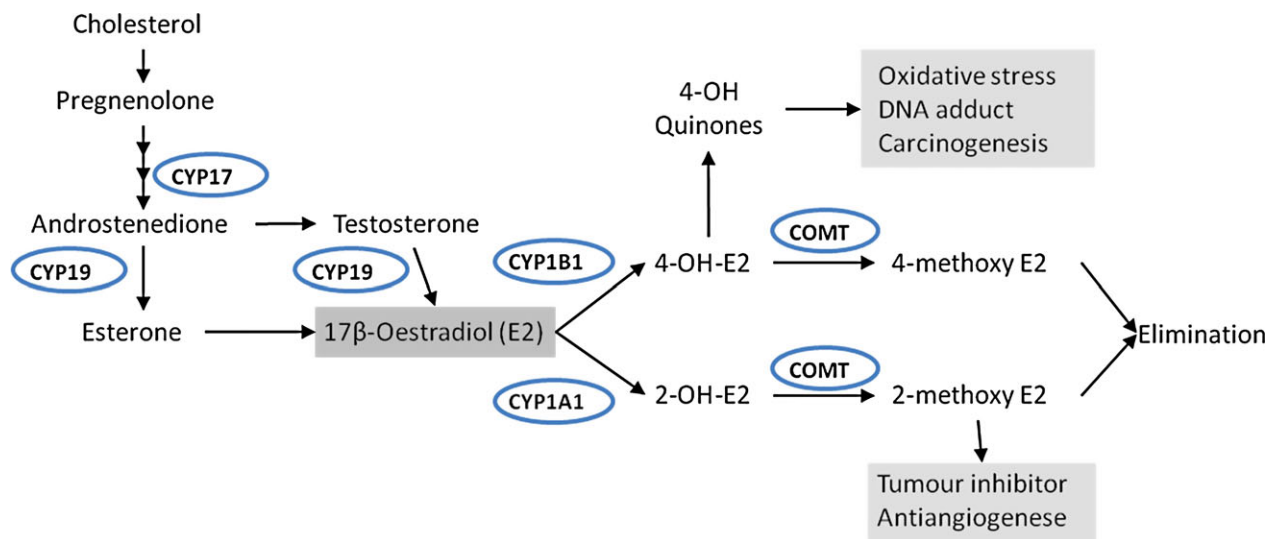 Cholesterol
Pregnenolone
CYP17
Androstenedione
Testosterone
CYP19
CYP19
Esterone
17β-Oestradiol (E2)
CYP1B1
CYP1A1
4-OH
Quinones
Oxidative stress
DNA adduct
Carcinogenesis
4-OH-E2
COMT
4-methoxy E2
2-OH-E2
COMT
2-methoxy E2
Elimination
Tumour inhibitor
Antiangiogenese